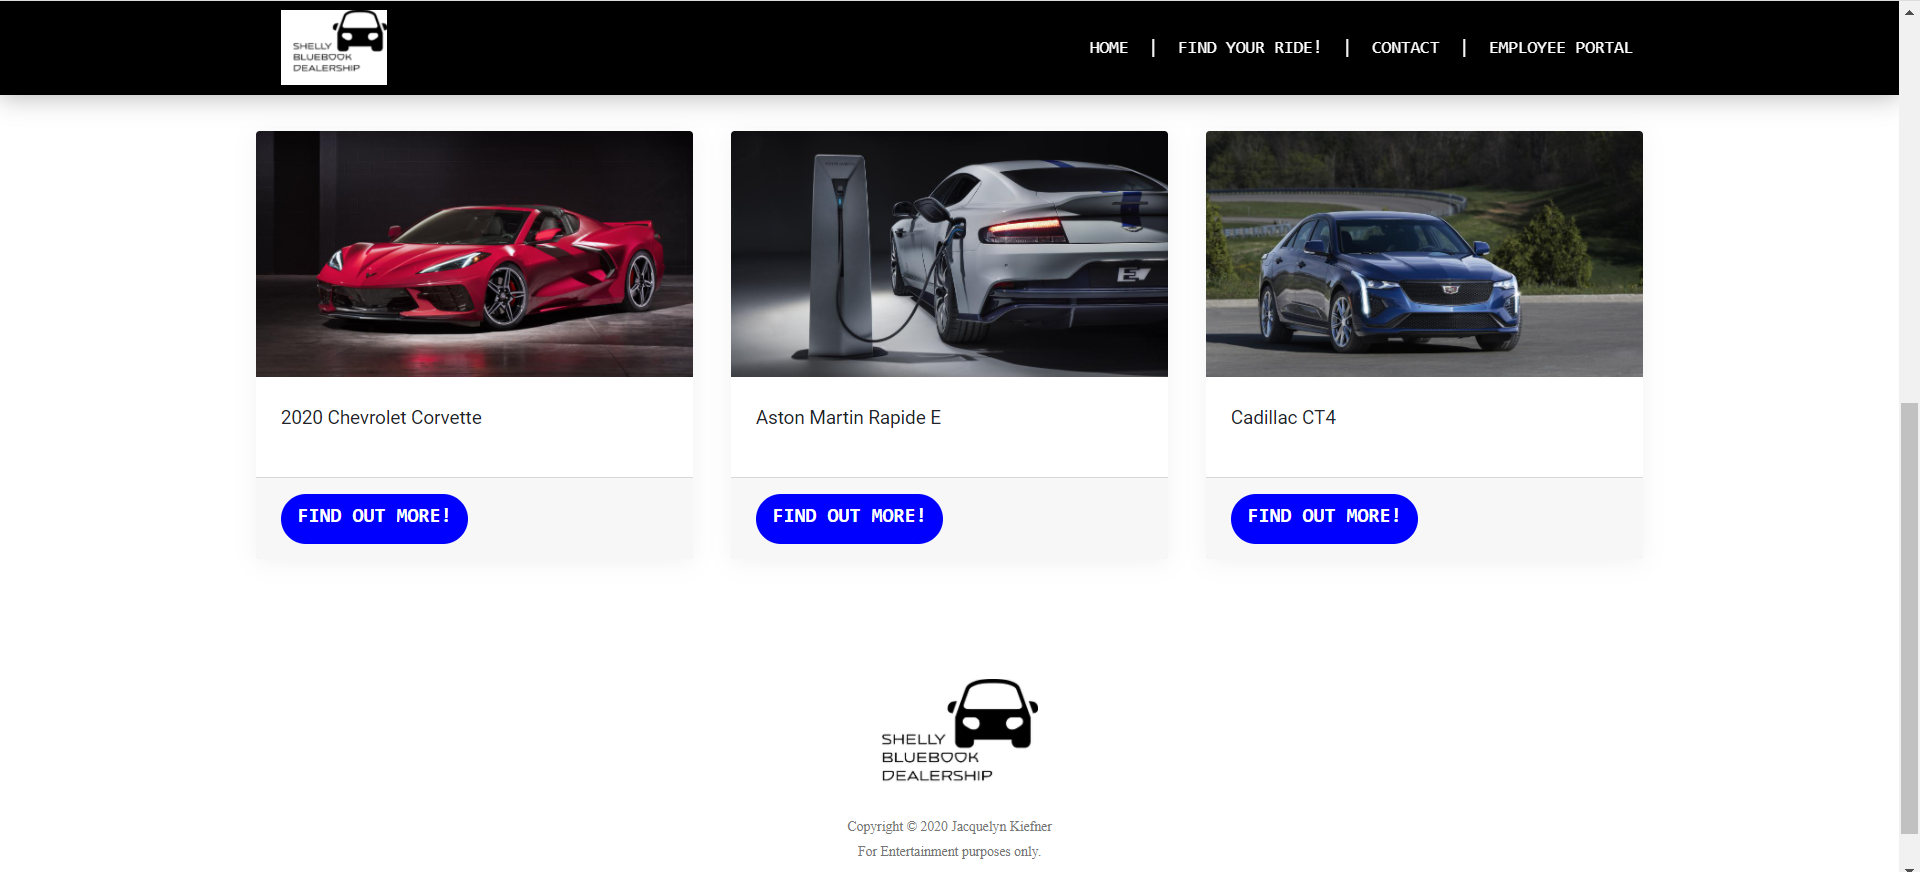 SHELLY
BLUEBOOK
DEALERSHIP
HOME | FIND YOUR RIDE! | CONTACT | EMPLOYEE PORTAL
2020 Chevrolet Corvette
Aston Martin Rapide E
Cadillac CT4
FIND OUT MORE!
FIND OUT MORE!
FIND OUT MORE!
SHELLY
BLUEBOOK
DEALERSHIP
Copyright © 2020 Jacquelyn Kiefner
For Entertainment purposes only.